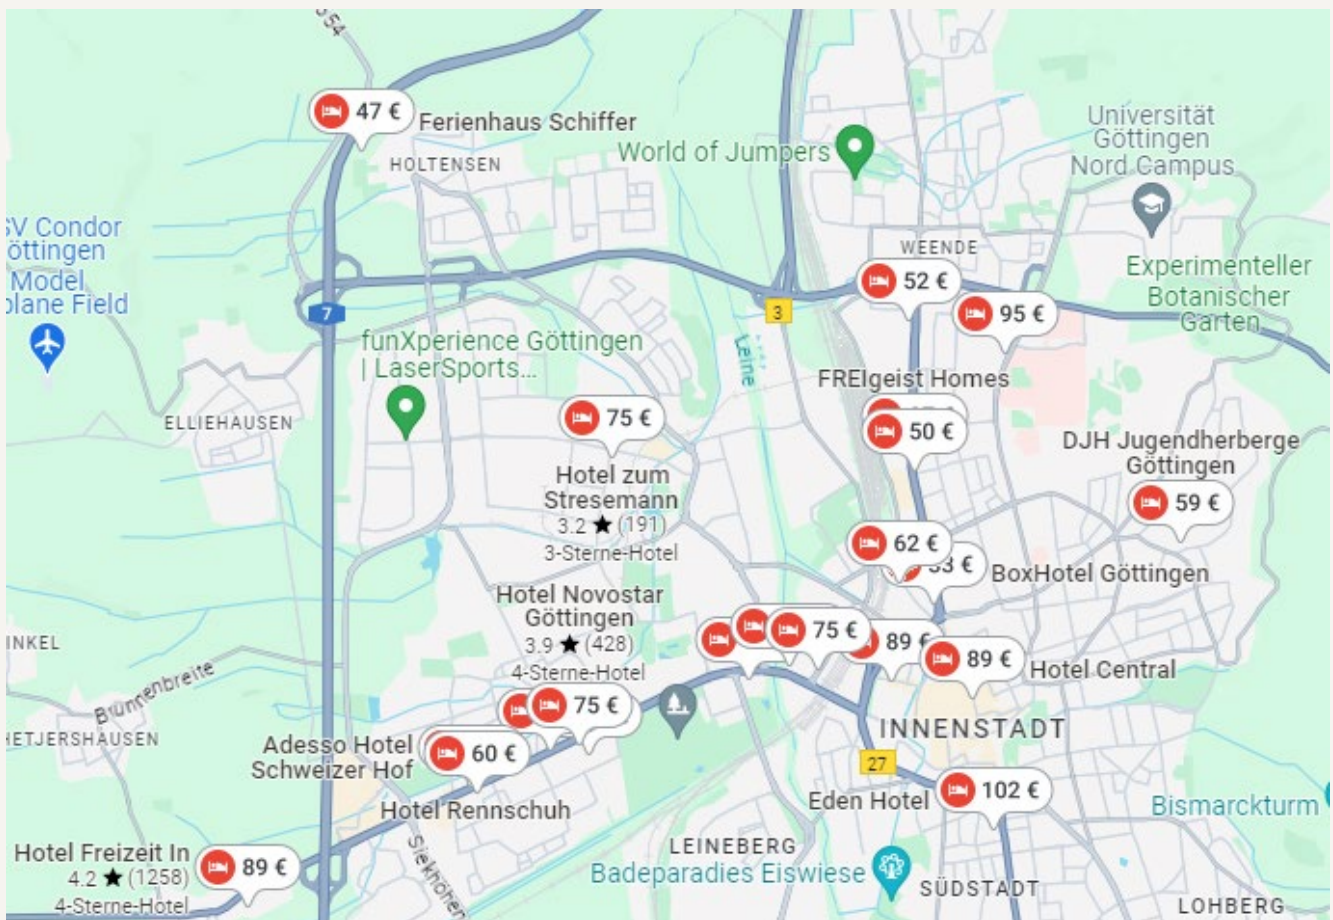 47 €
Ferienhaus Schiffer
HOLTENSEN
World of Jumpers
Universität
Göttingen
Nord Campus
SV Condor
öttingen
Model
plane Field
WEENDE
52 €
Experimenteller
Botanischer
Garten
95 €
7
3
Leine
funXperience Göttingen
| LaserSports...
FREIgeist Homes
ELLIEHAUSEN
75 €
50 €
Hotel zum
Stresemann
3.2 ★ (191)
3-Sterne-Hotel
DJH Jugendherberge
Göttingen
59 €
62 €
BoxHotel Göttingen
Hotel Novostar
Göttingen
3.9 ★ (428)
4-Sterne-Hotel
75 €
89 €
89 €
Hotel Central
INKEL
Brunnenbreite
HETJERSHAUSEN
75 €
INNENSTADT
Adesso Hotel
Schweizer Hof
60 €
27
Hotel Rennschuh
Eden Hotel
102 €
Bismarckturm
Siekhöhen
Hotel Freizeit In
4.2 ★ (1258)
4-Sterne-Hotel
89 €
LEINEBERG
Badeparadies Eiswiese
SÜDSTADT
LOHBERG